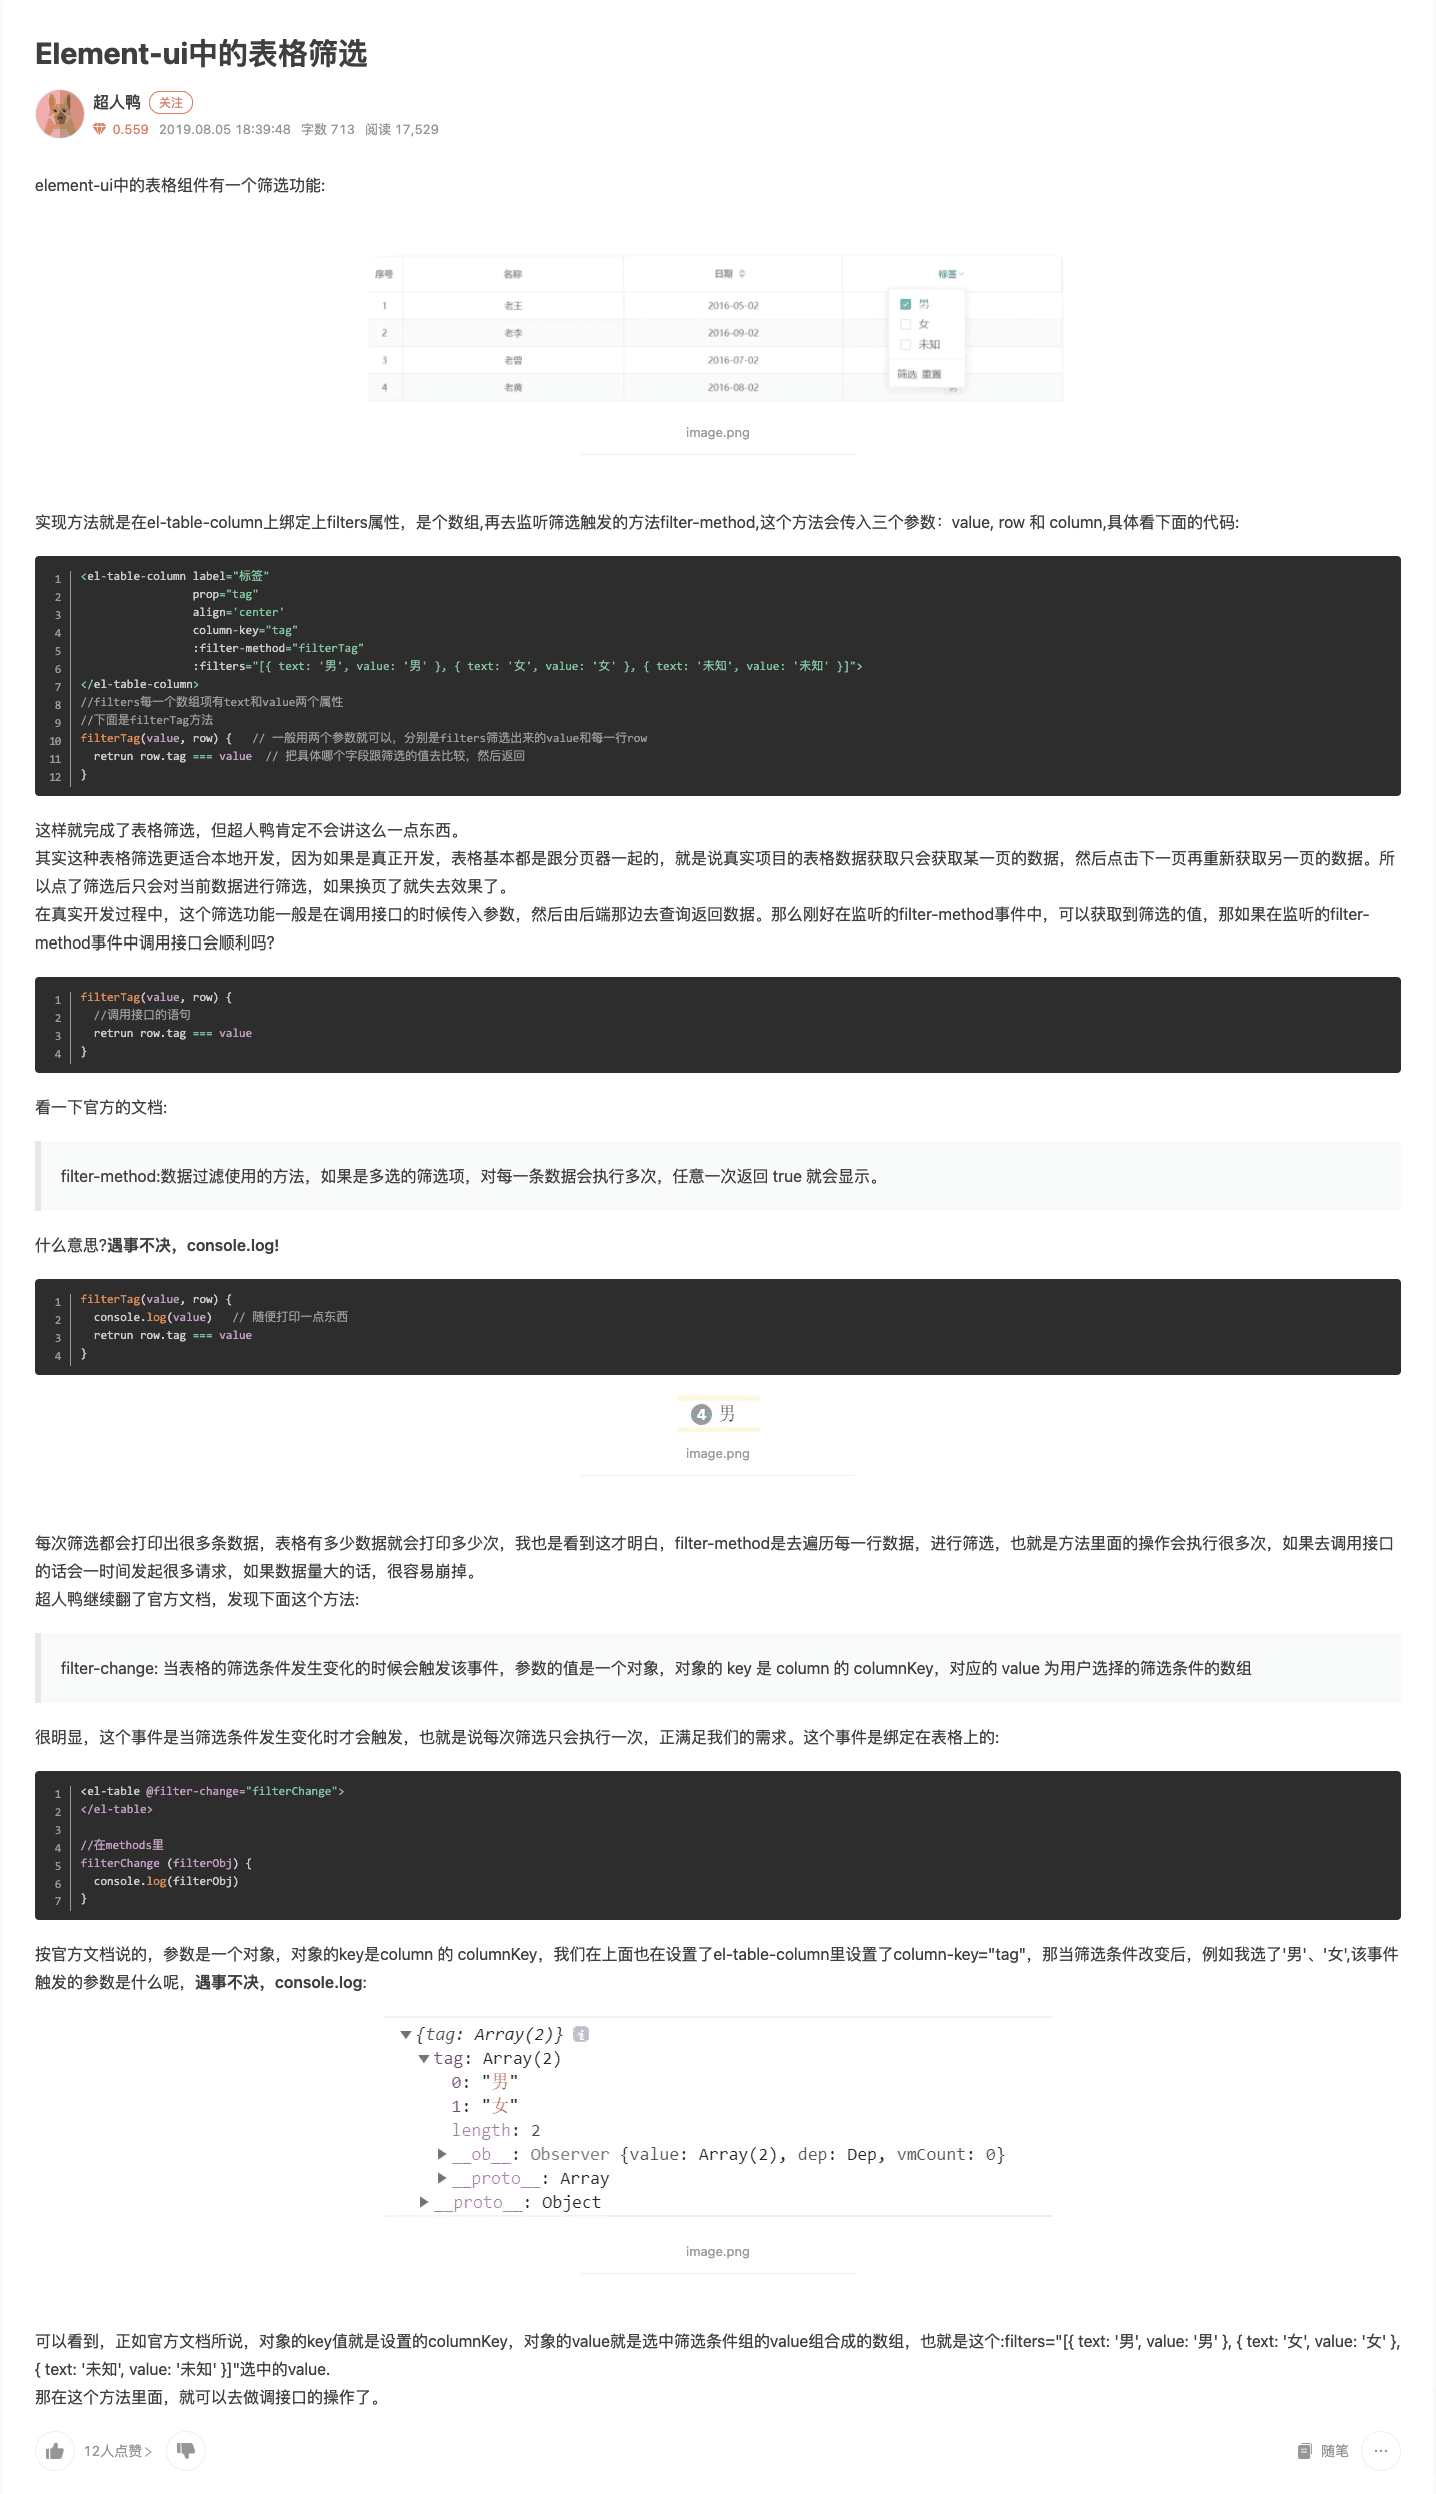 Element-ui中的表格筛选
超人鸭 关注
0.559 2019.08.05 18:39:48 字数 713 阅读 17,529
element-ui中的表格组件有一个筛选功能:
序号 名称 日期 标签
1 老王 2016-05-02
2 老李 2016-09-02
3 老曾 2016-07-02
4 老黄 2016-08-02 男
男
女
未知
筛选 重置
image.png
实现方法就是在el-table-column上绑定上filters属性，是个数组,再去监听筛选触发的方法filter-method,这个方法会传入三个参数：value, row 和 column,具体看下面的代码:
1 <el-table-column label="标签"
2 prop="tag"
3 align='center'
4 column-key="tag"
5 :filter-method="filterTag"
6 :filters="[{ text: '男', value: '男' }, { text: '女', value: '女' }, { text: '未知', value: '未知' }]">
7 </el-table-column>
8 //filters每一个数组项有text和value两个属性
9 //下面是filterTag方法
10 filterTag(value, row) { // 一般用两个参数就可以，分别是filters筛选出来的value和每一行row
11 retrun row.tag === value // 把具体哪个字段跟筛选的值去比较，然后返回
12 }
这样就完成了表格筛选，但超人鸭肯定不会讲这么一点东西。
其实这种表格筛选更适合本地开发，因为如果是真正开发，表格基本都是跟分页器一起的，就是说真实项目的表格数据获取只会获取某一页的数据，然后点击下一页再重新获取另一页的数据。所
以点了筛选后只会对当前数据进行筛选，如果换页了就失去效果了。
在真实开发过程中，这个筛选功能一般是在调用接口的时候传入参数，然后由后端那边去查询返回数据。那么刚好在监听的filter-method事件中，可以获取到筛选的值，那如果在监听的filter-
method事件中调用接口会顺利吗?
1 filterTag(value, row) {
2 //调用接口的语句
3 retrun row.tag === value
4 }
看一下官方的文档:
filter-method:数据过滤使用的方法，如果是多选的筛选项，对每一条数据会执行多次，任意一次返回 true 就会显示。
什么意思?遇事不决，console.log!
1 filterTag(value, row) {
2 console.log(value) // 随便打印一点东西
3 retrun row.tag === value
4 }
4 男
image.png
每次筛选都会打印出很多条数据，表格有多少数据就会打印多少次，我也是看到这才明白，filter-method是去遍历每一行数据，进行筛选，也就是方法里面的操作会执行很多次，如果去调用接口
的话会一时间发起很多请求，如果数据量大的话，很容易崩掉。
超人鸭继续翻了官方文档，发现下面这个方法:
filter-change: 当表格的筛选条件发生变化的时候会触发该事件，参数的值是一个对象，对象的 key 是 column 的 columnKey，对应的 value 为用户选择的筛选条件的数组
很明显，这个事件是当筛选条件发生变化时才会触发，也就是说每次筛选只会执行一次，正满足我们的需求。这个事件是绑定在表格上的:
1 <el-table @filter-change="filterChange">
2 </el-table>
3
4 //在methods里
5 filterChange (filterObj) {
6 console.log(filterObj)
7 }
按官方文档说的，参数是一个对象，对象的key是column 的 columnKey，我们在上面也在设置了el-table-column里设置了column-key="tag"，那当筛选条件改变后，例如我选了'男'、'女',该事件
触发的参数是什么呢，遇事不决，console.log:
{tag: Array(2)} i
tag: Array(2)
0: "男"
1: "女"
length: 2
__ob__: Observer {value: Array(2), dep: Dep, vmCount: 0}
__proto__: Array
__proto__: Object
image.png
可以看到，正如官方文档所说，对象的key值就是设置的columnKey，对象的value就是选中筛选条件组的value组合成的数组，也就是这个:filters="[{ text: '男', value: '男' }, { text: '女', value: '女' },
{ text: '未知', value: '未知' }]"选中的value.
那在这个方法里面，就可以去做调接口的操作了。
12人点赞 > 随笔 ...